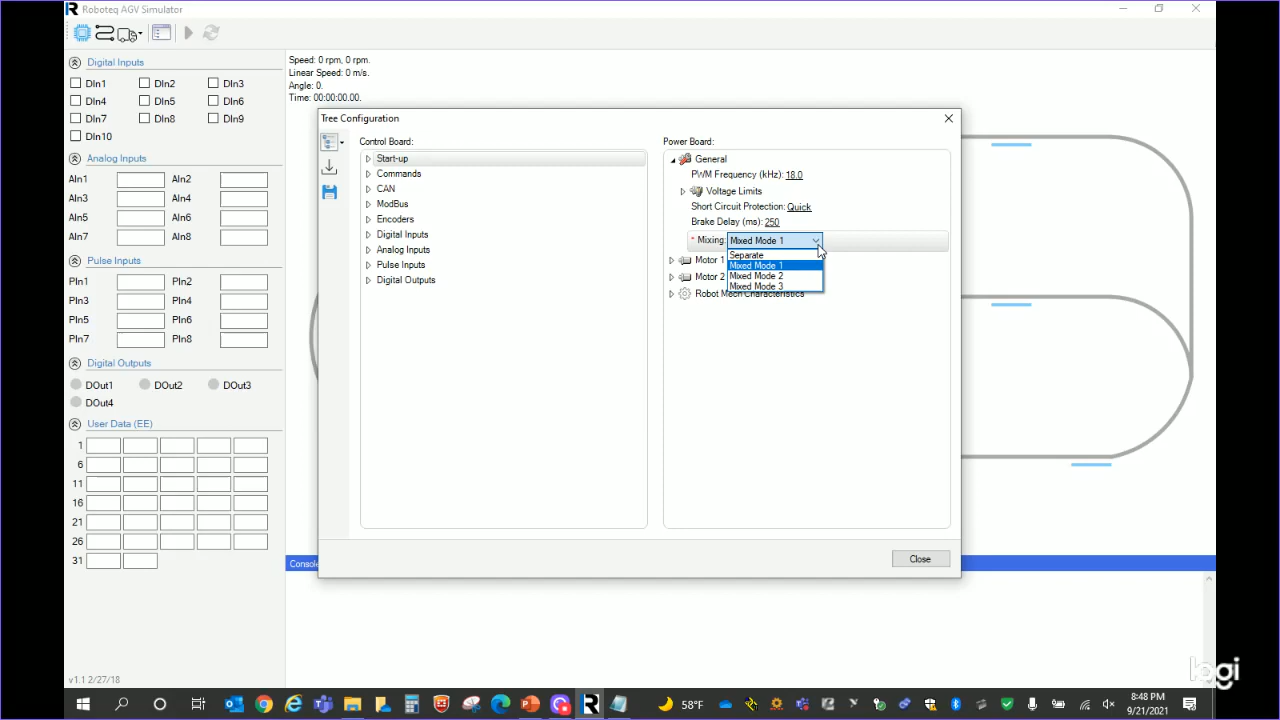 Roboteq AGV Simulator
Digital Inputs
DIn1 DIn2 DIn3
DIn4 DIn5 DIn6
DIn7 DIn8 DIn9
DIn10
Analog Inputs
AIn1 AIn2
AIn3 AIn4
AIn5 AIn6
AIn7 AIn8
Pulse Inputs
PIn1 PIn2
PIn3 PIn4
PIn5 PIn6
PIn7 PIn8
Digital Outputs
DOut1 DOut2 DOut3
DOut4
User Data (EE)
1
6
11
16
21
26
31
v1.1 2/27/18
Speed: 0 rpm, 0 rpm.
Linear Speed: 0 m/s.
Angle: 0.
Time: 00:00:00.00.
Tree Configuration
Control Board:
Start-up
Commands
CAN
ModBus
Encoders
Digital Inputs
Analog Inputs
Pulse Inputs
Digital Outputs
Power Board:
General
PWM Frequency (kHz): 18.0
Voltage Limits
Short Circuit Protection: Quick
Brake Delay (ms): 250
* Mixing: Mixed Mode 1
Separate
Mixed Mode 1
Mixed Mode 2
Mixed Mode 3
Motor 1
Motor 2
Robot Mech Characteristics
Close
Console
logi
58°F
8:48 PM
9/21/2021